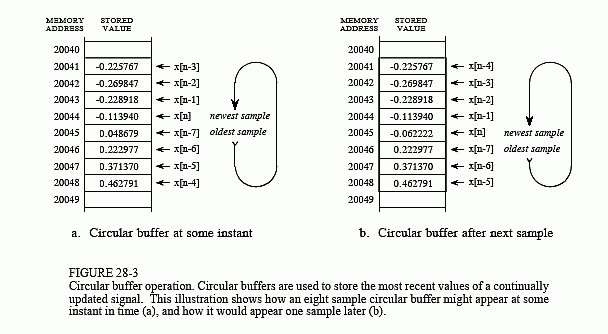 MEMORY ADDRESS STORED VALUE
20040
20041 -0.225767 x[n-3]
20042 -0.269847 x[n-2]
20043 -0.228918 x[n-1]
20044 -0.113940 x[n] newest sample
20045 0.048679 x[n-7] oldest sample
20046 0.222977 x[n-6]
20047 0.371370 x[n-5]
20048 0.462791 x[n-4]
20049
a. Circular buffer at some instant
MEMORY ADDRESS STORED VALUE
20040
20041 -0.225767 x[n-4]
20042 -0.269847 x[n-3]
20043 -0.228918 x[n-2]
20044 -0.113940 x[n-1]
20045 -0.062222 x[n] newest sample
20046 0.222977 x[n-7] oldest sample
20047 0.371370 x[n-6]
20048 0.462791 x[n-5]
20049
b. Circular buffer after next sample
FIGURE 28-3
Circular buffer operation. Circular buffers are used to store the most recent values of a continually
updated signal. This illustration shows how an eight sample circular buffer might appear at some
instant in time (a), and how it would appear one sample later (b).